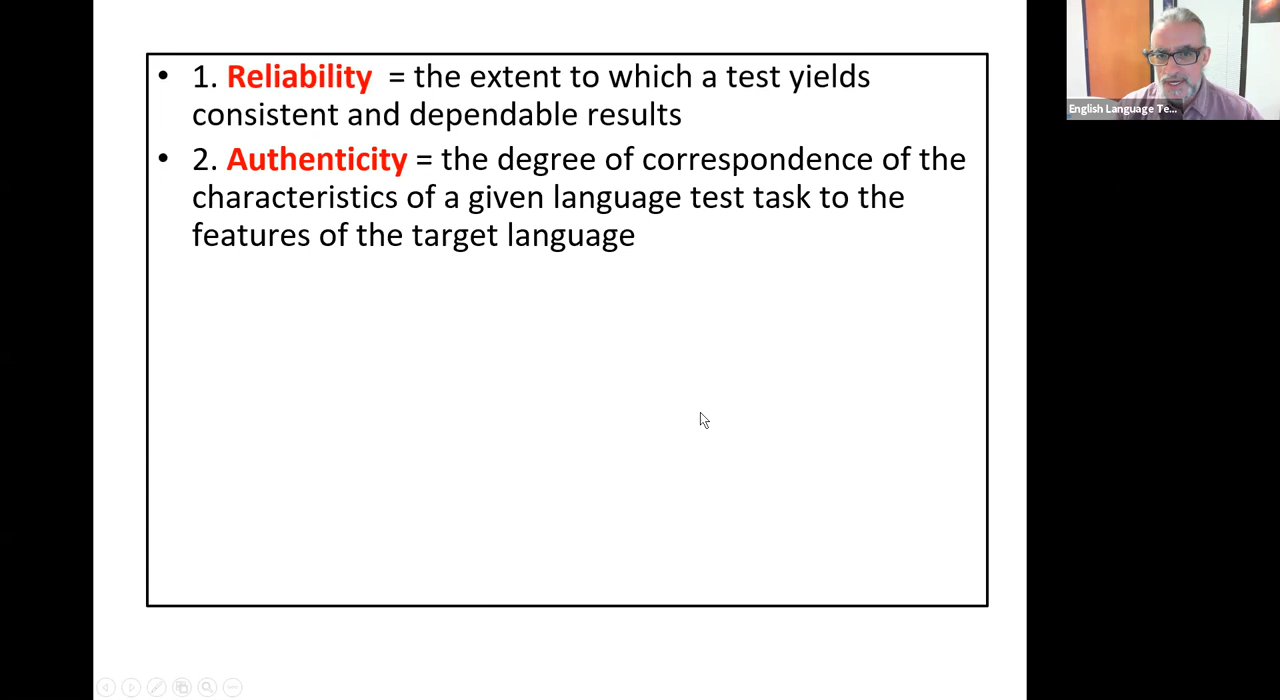 • 1. Reliability = the extent to which a test yields
consistent and dependable results
• 2. Authenticity = the degree of correspondence of the
characteristics of a given language test task to the
features of the target language
English Language Te...